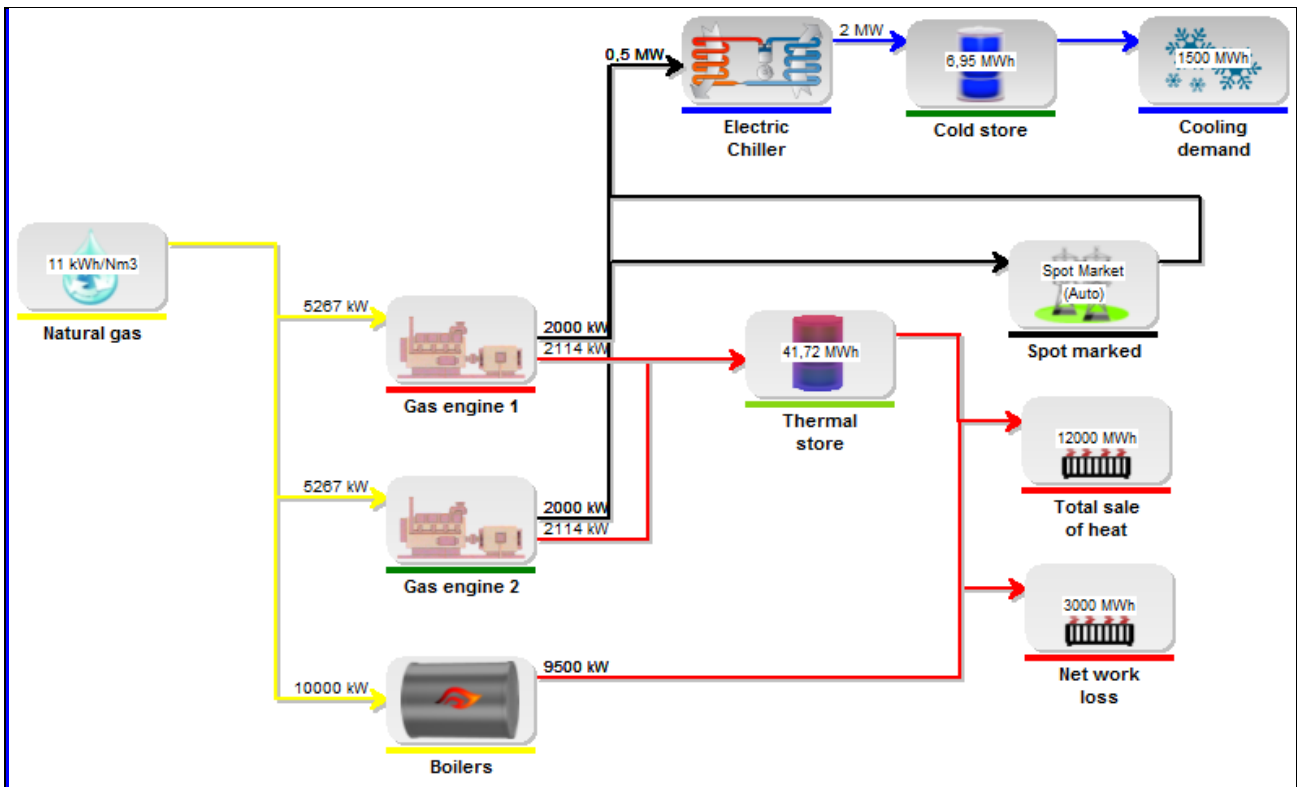 0,5 MW
2 MW
6,95 MWh
1500 MWh
Electric
Chiller
Cold store
Cooling
demand
11 kWh/Nm3
Natural gas
Spot Market
(Auto)
Spot marked
5267 kW
2000 kW
2114 kW
Gas engine 1
41,72 MWh
Thermal
store
12000 MWh
Total sale
of heat
5267 kW
2000 kW
2114 kW
Gas engine 2
3000 MWh
Net work
loss
10000 kW
9500 kW
Boilers